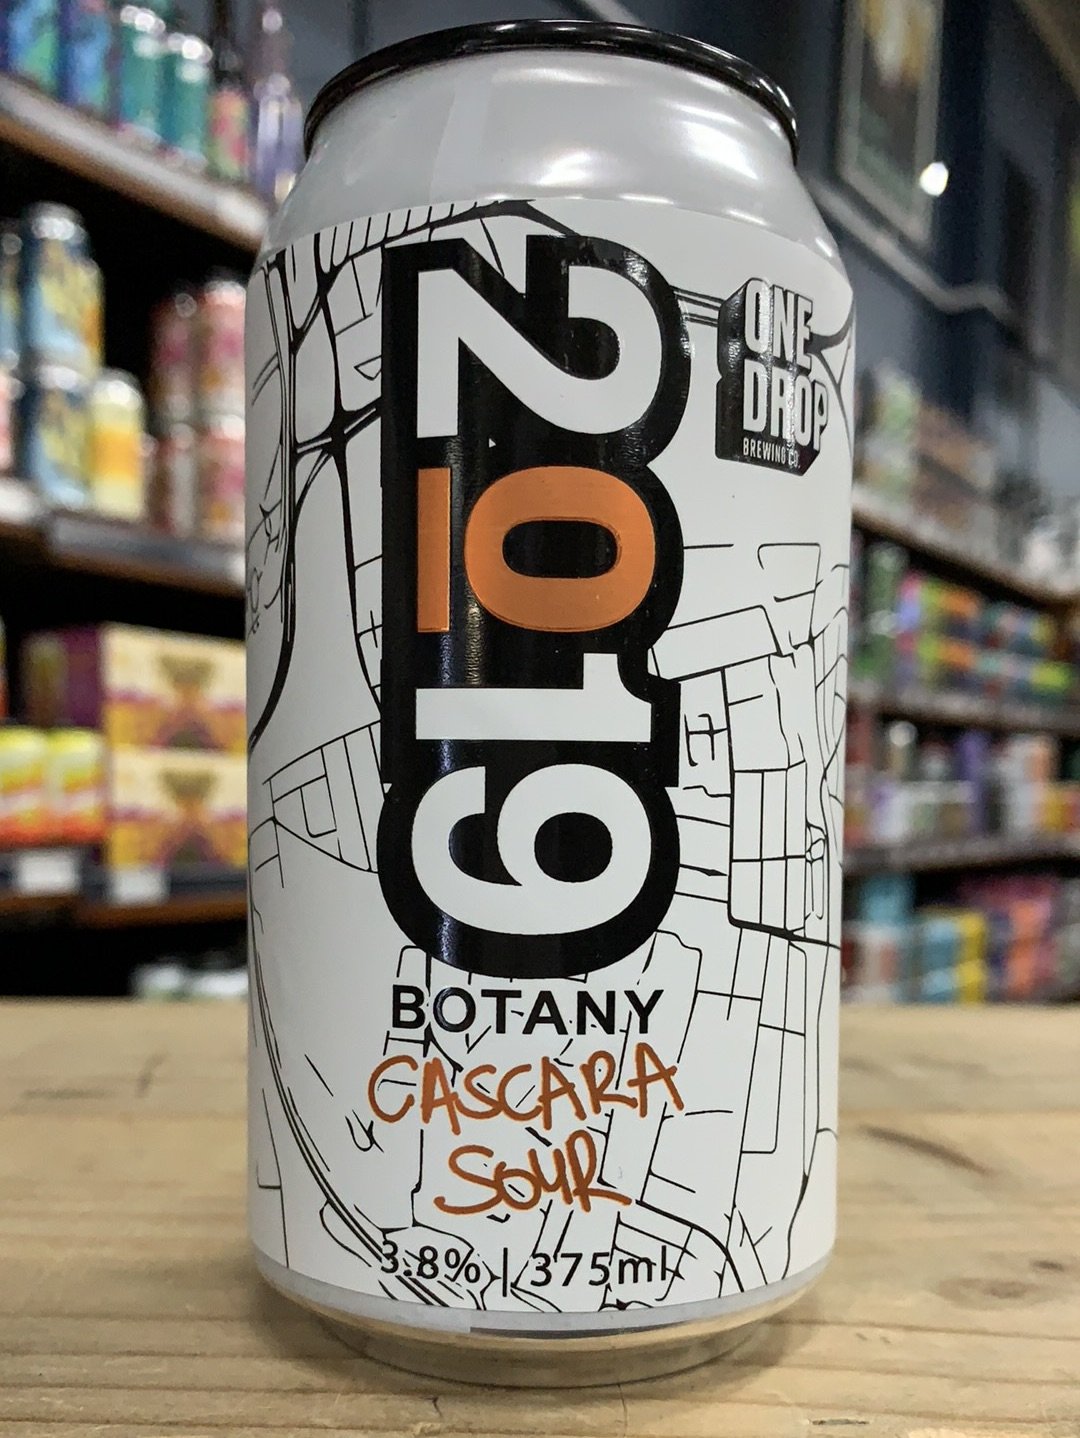 2019
ONE
DROP
BREWING CO.
BOTANY
CASCARA
SOUR
3.8% | 375ml